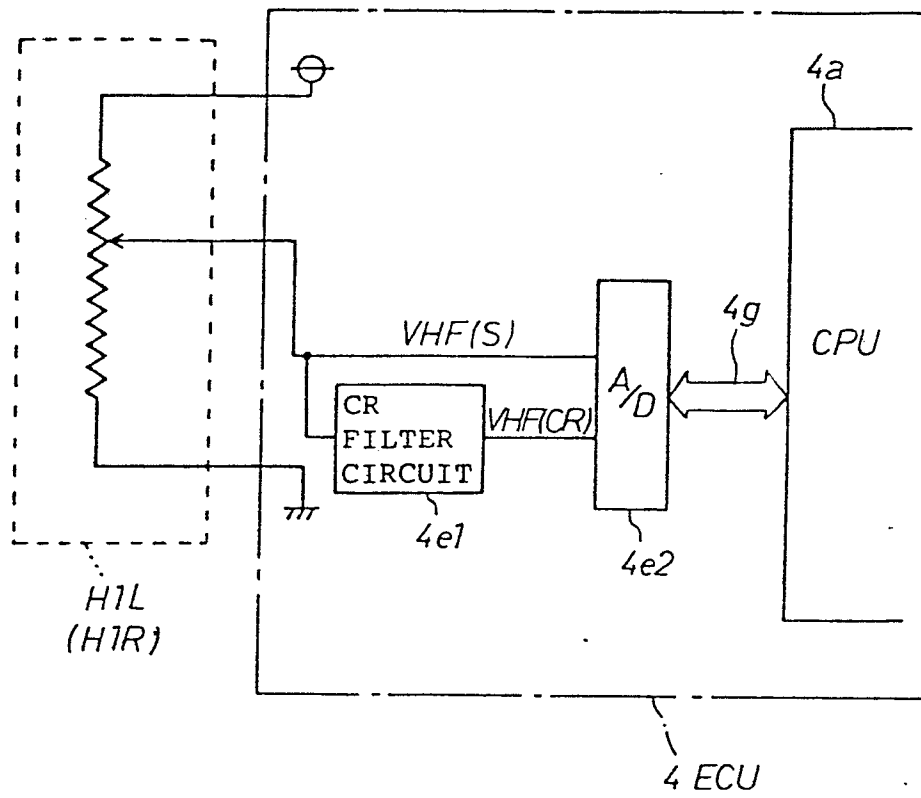 4a
4g
VHF(S)
CPU
A/D
CR
FILTER
CIRCUIT
VHF(CR)
4e1
4e2
H1L
(H1R)
4 ECU